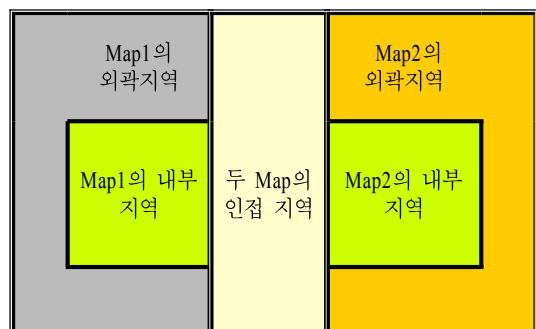 Map1의
외곽지역
Map2의
외곽지역
Map1의 내부
지역
두 Map의
인접 지역
Map2의 내부
지역